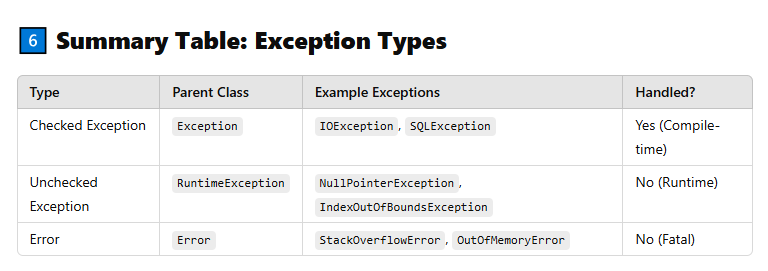 6 Summary Table: Exception Types
Type Parent Class Example Exceptions Handled?
Checked Exception Exception IOException, SQLException Yes (Compile-
time)
Unchecked RuntimeException NullPointerException, No (Runtime)
Exception IndexOutOfBoundsException
Error Error StackOverflowError, OutOfMemoryError No (Fatal)